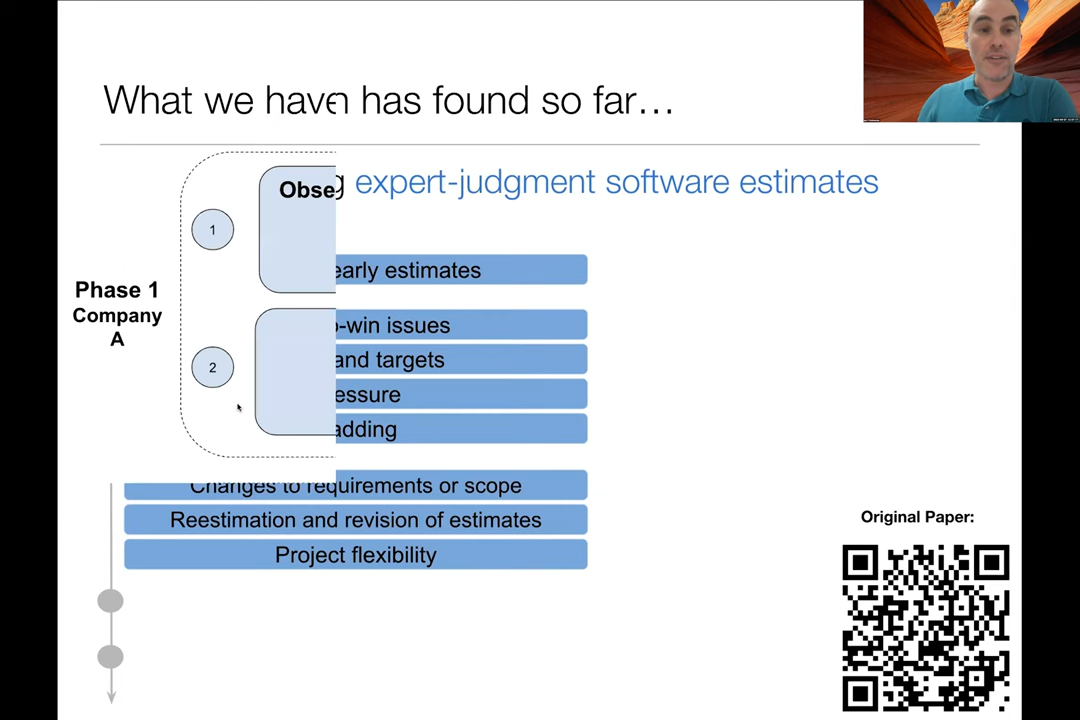 What we have has found so far…
Obse
expert-judgment software estimates
1
early estimates
Phase 1
Company
A
-win issues
and targets
2
essure
adding
Changes to requirements or scope
Reestimation and revision of estimates
Project flexibility
Original Paper: